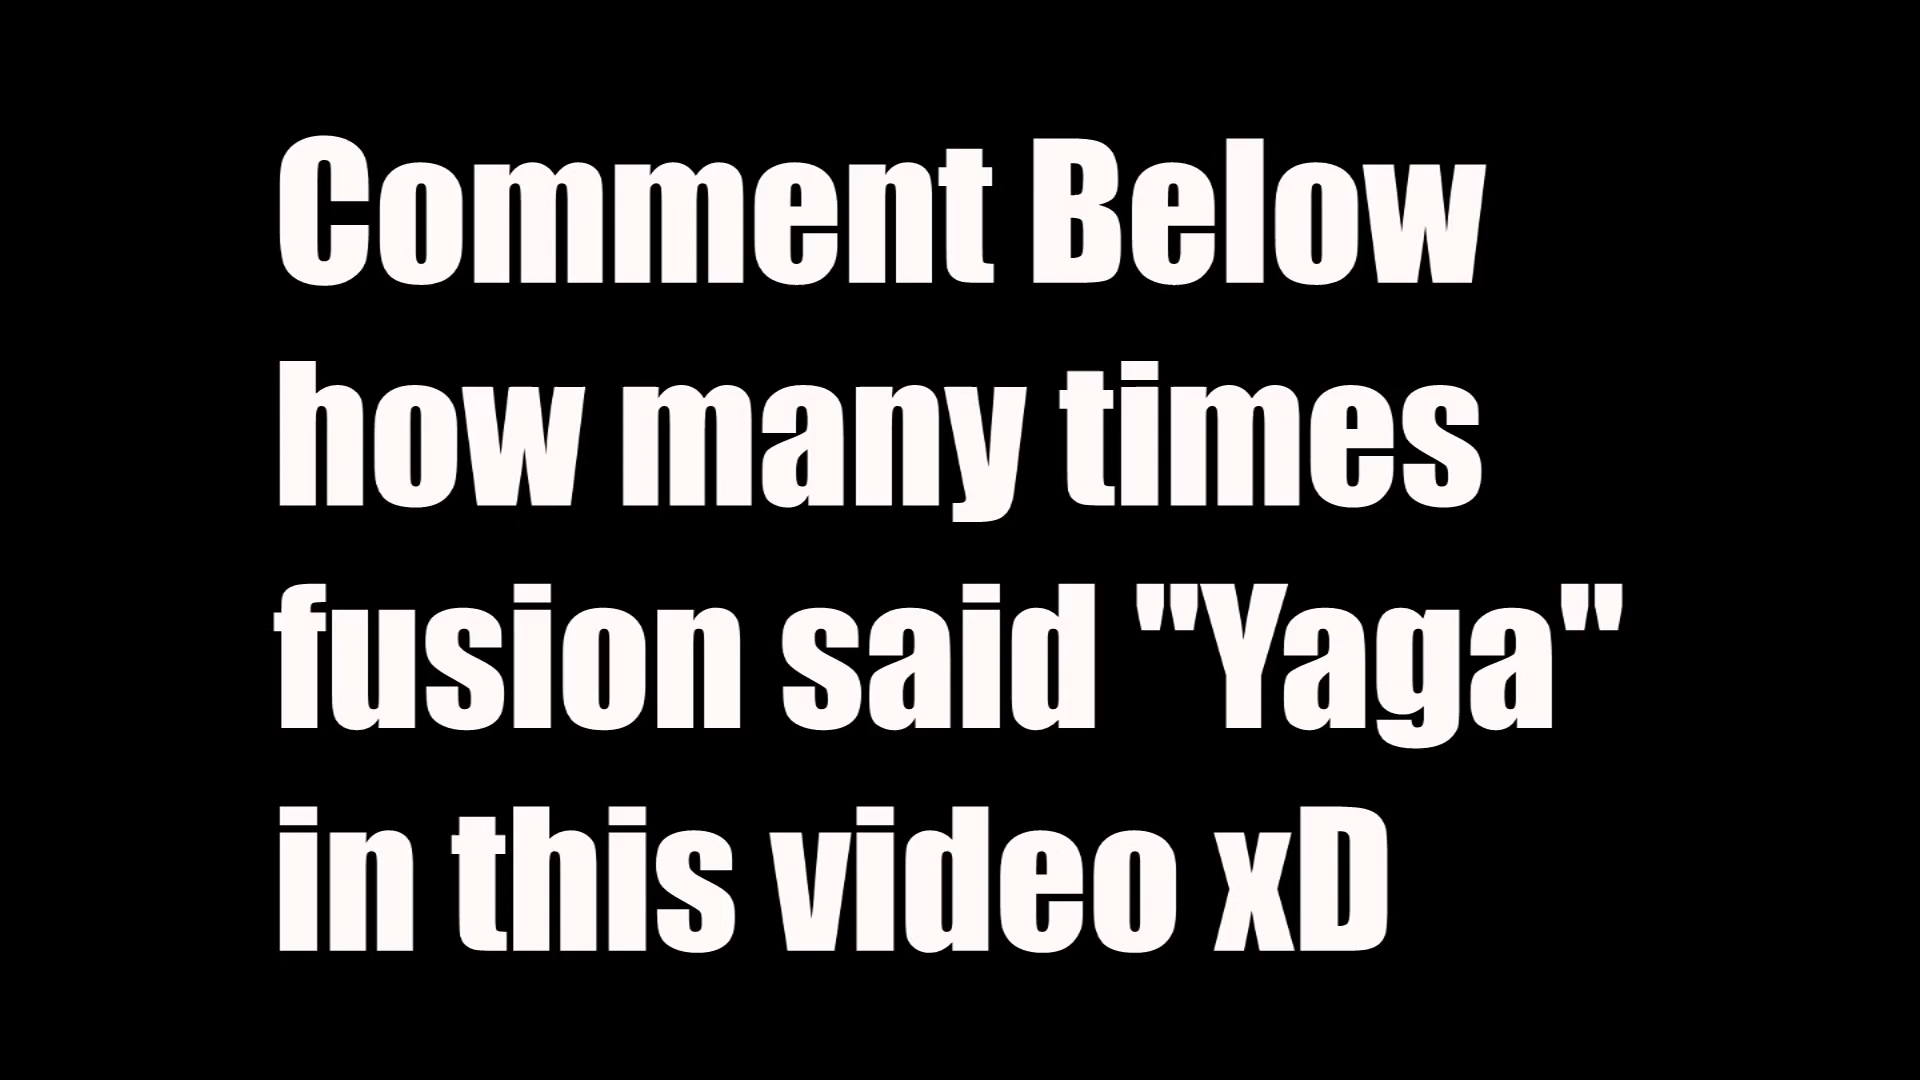 Comment Below
how many times
fusion said "Yaga"
in this video xD